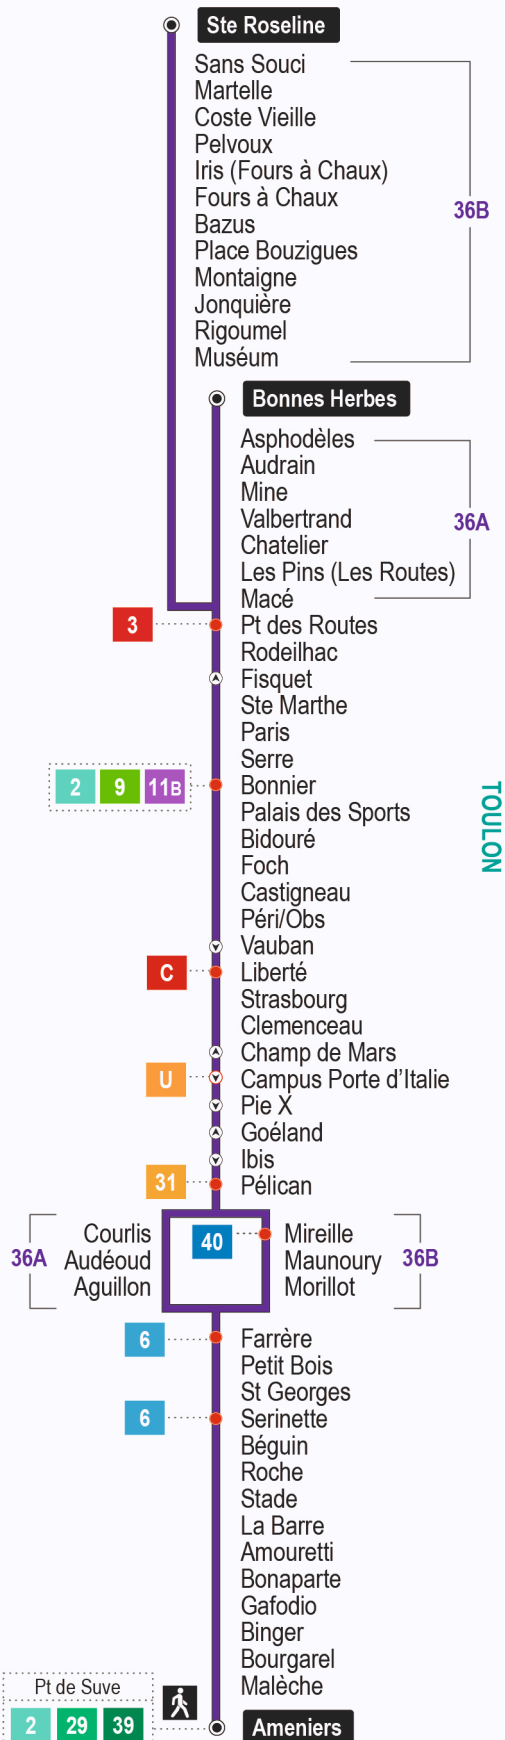 Ste Roseline
Sans Souci
Martelle
Coste Vieille
Pelvoux
Iris (Fours à Chaux)
Fours à Chaux
36B
Bazus
Place Bouzigues
Montaigne
Jonquière
Rigoumel
Muséum
Bonnes Herbes
Asphodèles
Audrain
Mine
Valbertrand
36A
Chatelier
Les Pins (Les Routes)
Macé
3 Pt des Routes
Rodeilhac
Fisquet
Ste Marthe
Paris
Serre
2 9 11B Bonnier
Palais des Sports
TOULON
Bidouré
Foch
Castigneau
Péri/Obs
Vauban
C Liberté
Strasbourg
Clemenceau
Champ de Mars
U Campus Porte d'Italie
Pie X
Goéland
Ibis
31 Pélican
Courlis
36A Audéoud
Aguillon
40 Mireille
Maunoury 36B
Morillot
6 Farrère
Petit Bois
St Georges
6 Serinette
Béguin
Roche
Stade
La Barre
Amouretti
Bonaparte
Gafodio
Binger
Bourgarel
Malèche
Pt de Suve
2 29 39 Ameniers